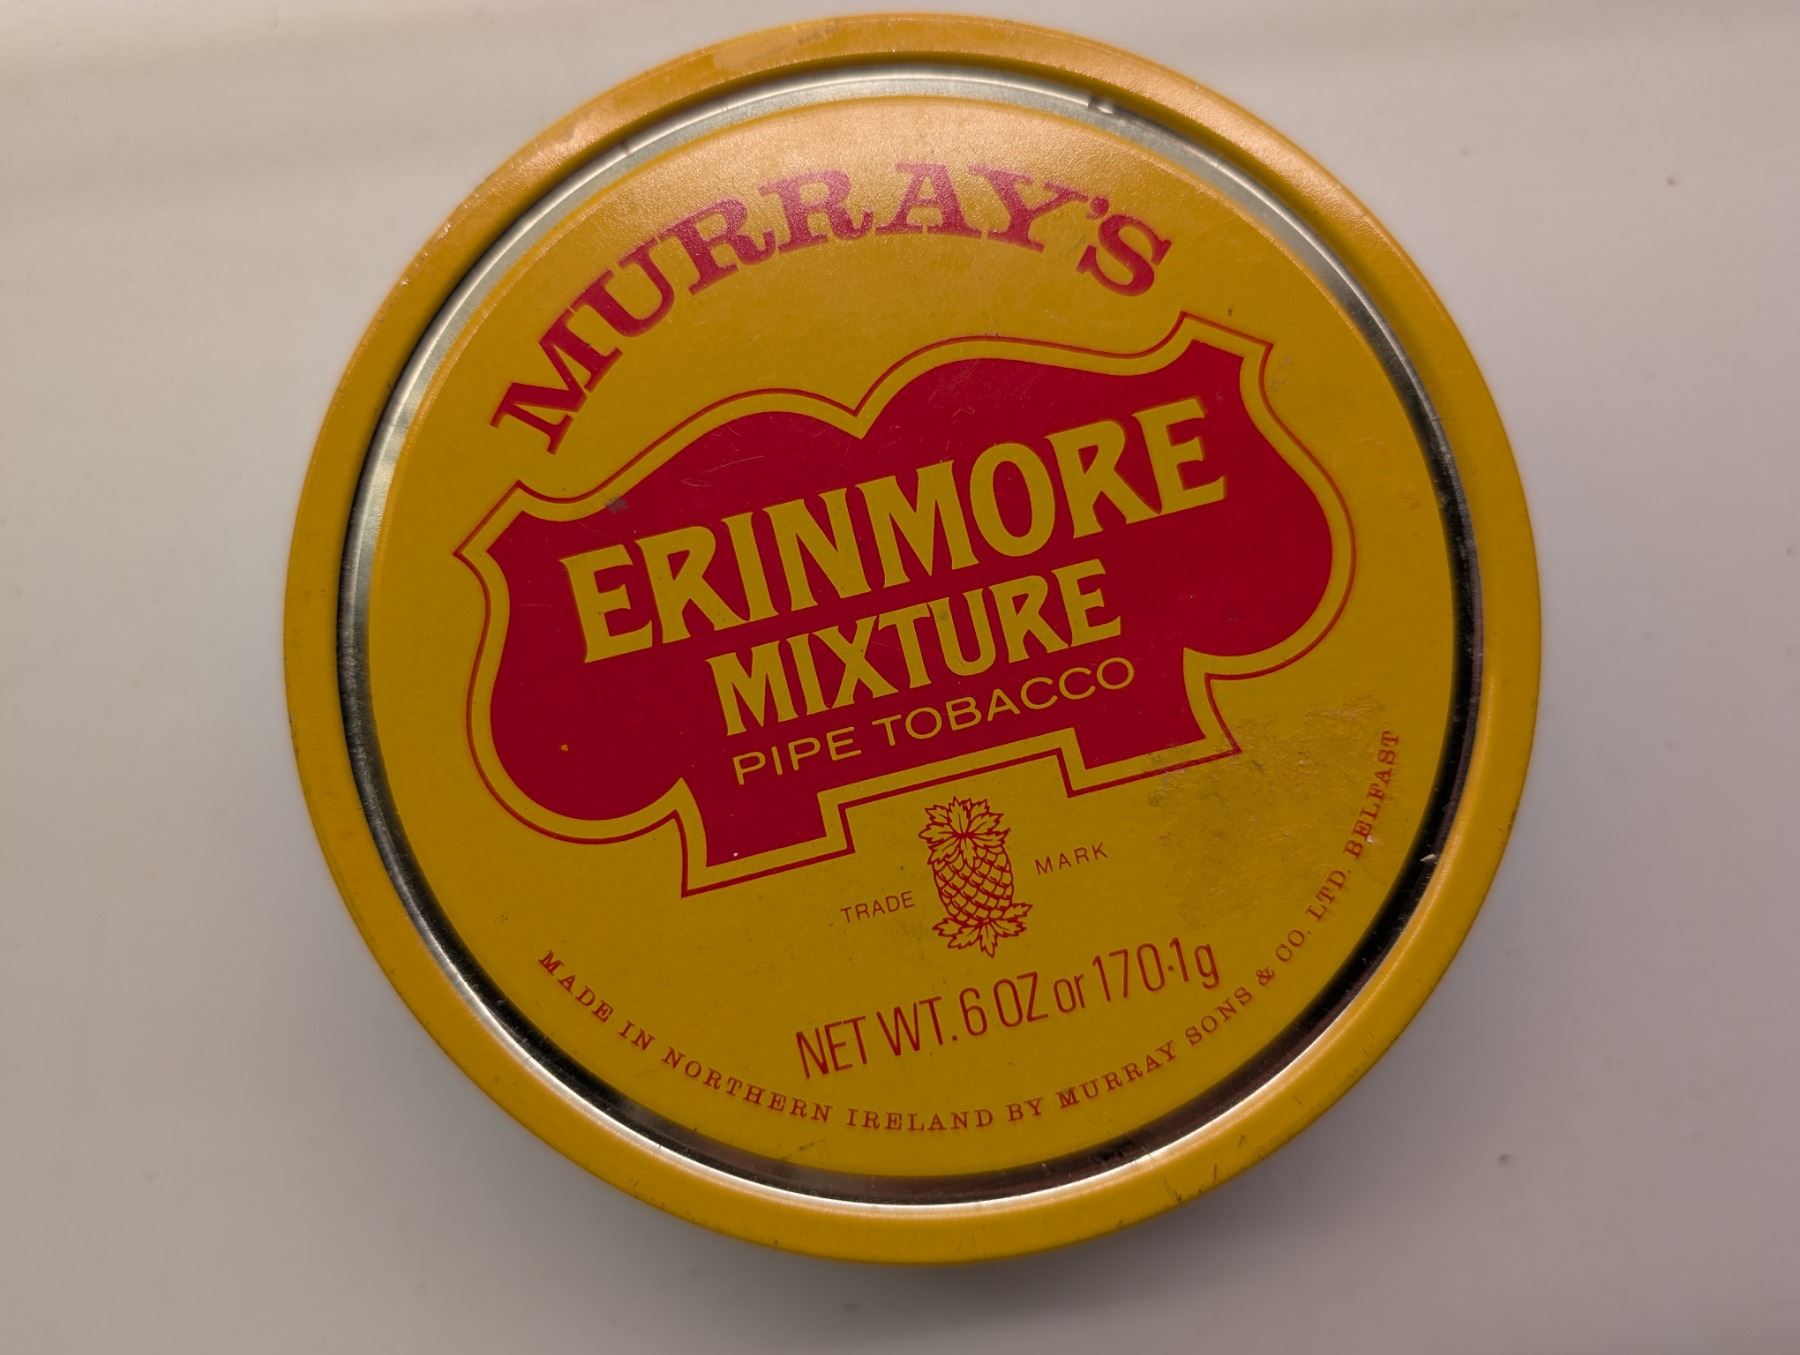 MURRAY'S
ERINMORE
MIXTURE
PIPE TOBACCO
TRADE MARK
NET WT. 6 OZ or 170·1g
MADE IN NORTHERN IRELAND BY MURRAY SONS & CO. LTD. BELFAST